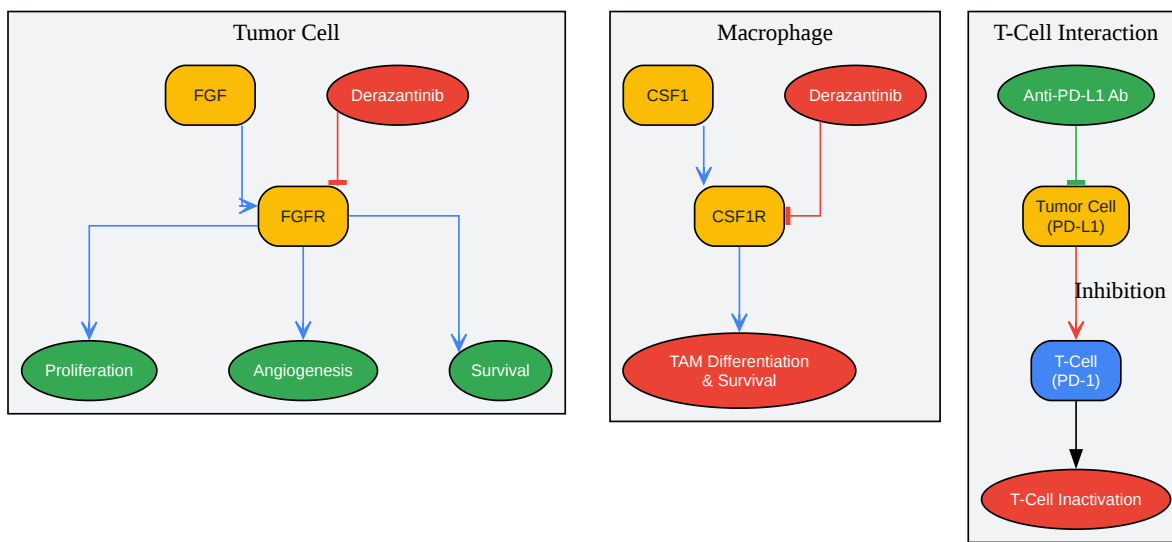 Tumor Cell
FGF
Derazantinib
FGFR
Proliferation
Angiogenesis
Survival
Macrophage
CSF1
Derazantinib
CSF1R
TAM Differentiation
& Survival
T-Cell Interaction
Anti-PD-L1 Ab
Tumor Cell
(PD-L1)
Inhibition
T-Cell
(PD-1)
T-Cell Inactivation